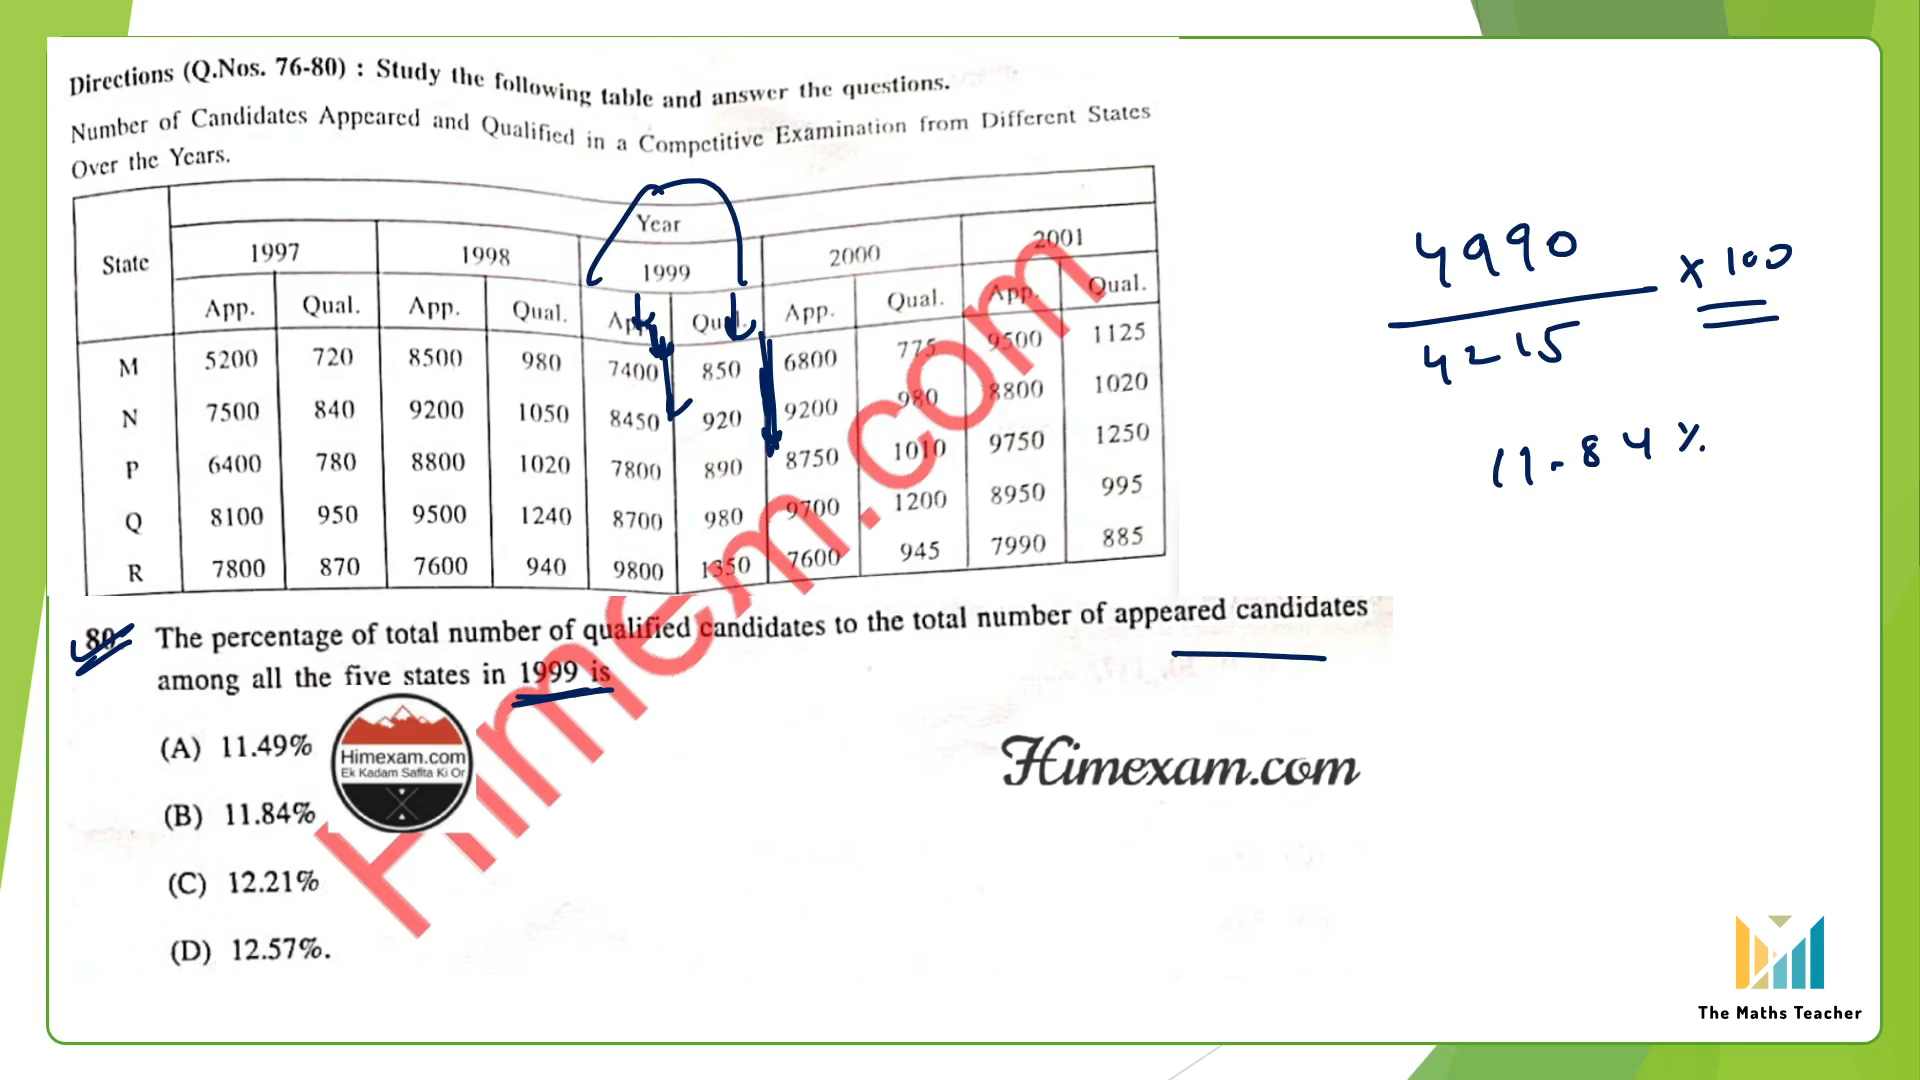 Directions (Q.Nos. 76-80) : Study the following table and answer the questions.
Number of Candidates Appeared and Qualified in a Competitive Examination from Different States
Over the Years.
State Year
1997 1998 1999 2000 2001
App. Qual. App. Qual. App. Qual. App. Qual. App. Qual.
M 5200 720 8500 980 7400 850 6800 775 9500 1125
N 7500 840 9200 1050 8450 920 9200 980 8800 1020
P 6400 780 8800 1020 7800 890 8750 1010 9750 1250
Q 8100 950 9500 1240 8700 980 9700 1200 8950 995
R 7800 870 7600 940 9800 1350 7600 945 7990 885
4990
× 100
4215
11.84%
80. The percentage of total number of qualified candidates to the total number of appeared candidates
among all the five states in 1999 is
(A) 11.49%
(B) 11.84%
(C) 12.21%
(D) 12.57%.
Himexam.com
Ek Kadam Saflta Ki Or
Himexam.com
Himexam.com
The Maths Teacher